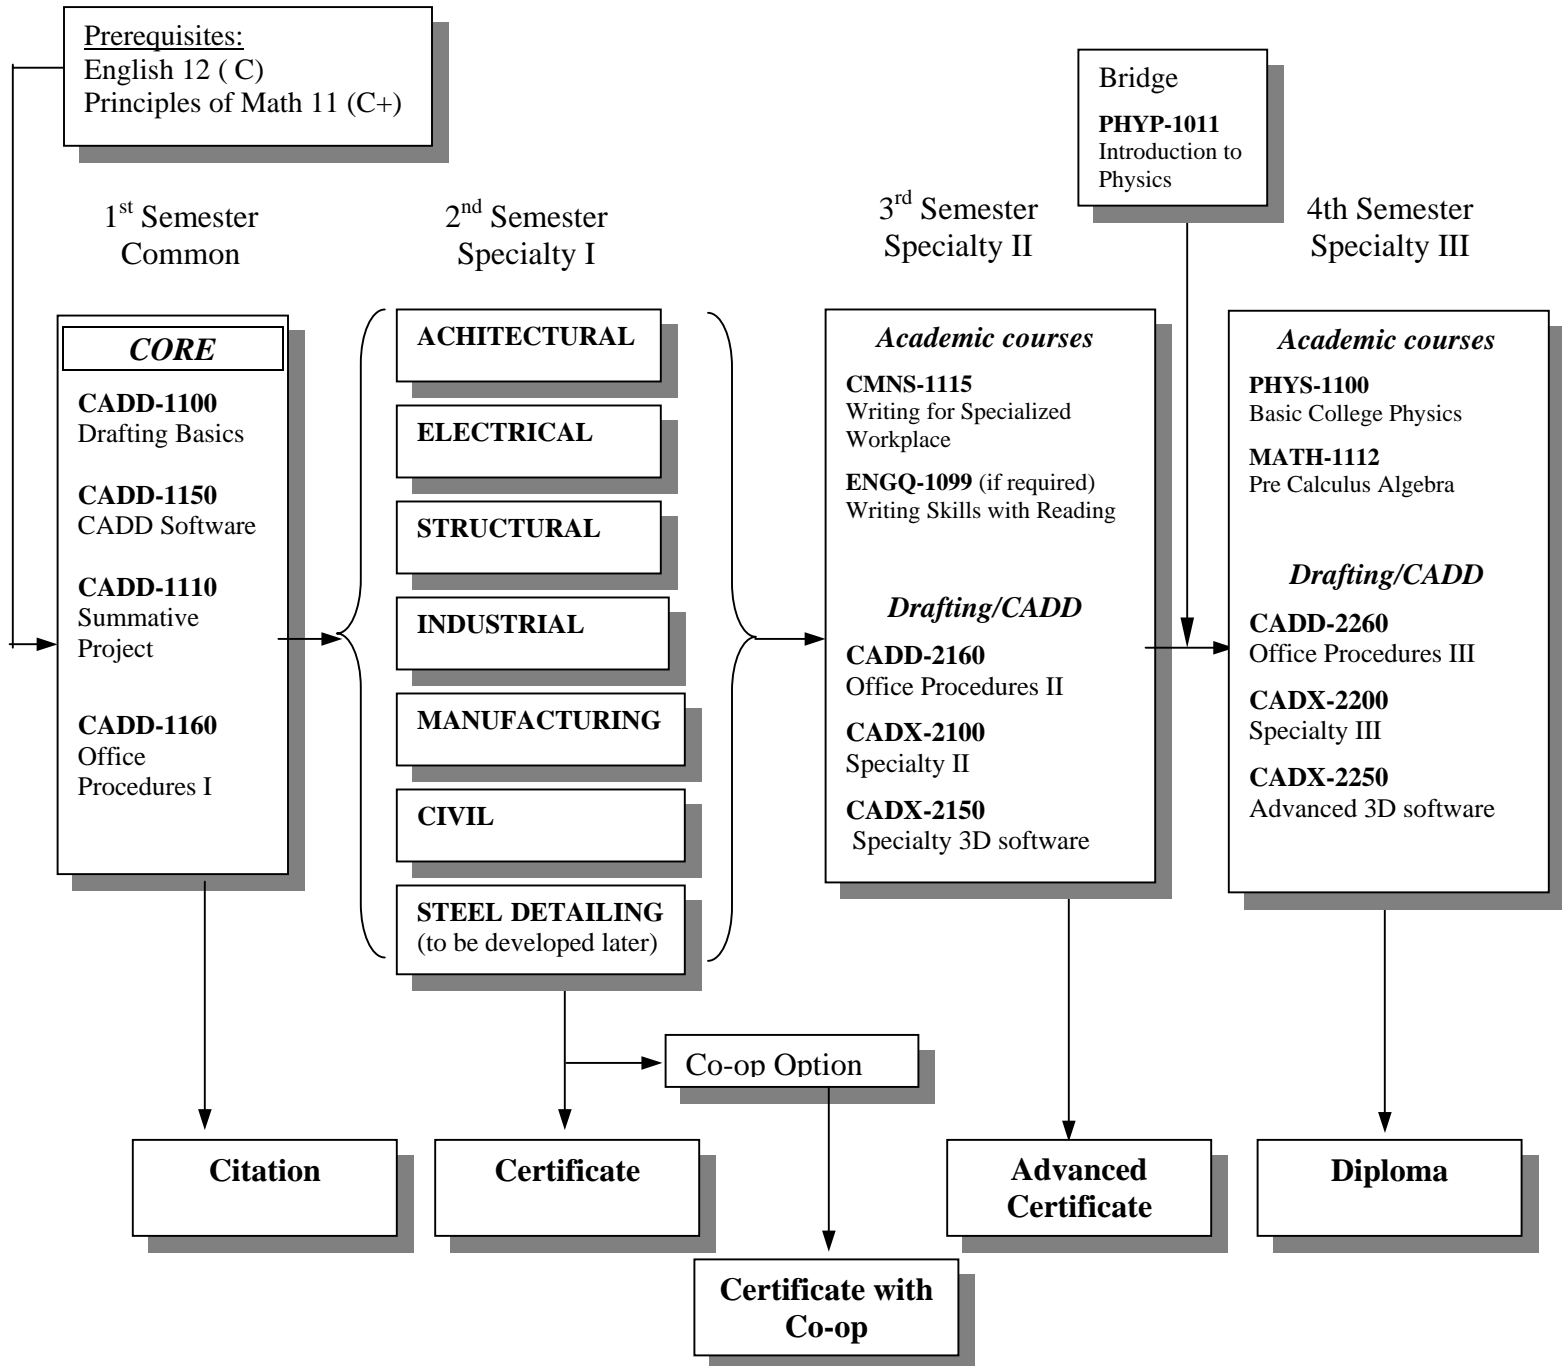 Prerequisites:
English 12 ( C)
Principles of Math 11 (C+)
Bridge
PHYP-1011
Introduction to
Physics
1st Semester
Common
2nd Semester
Specialty I
3rd Semester
Specialty II
4th Semester
Specialty III
CORE
CADD-1100
Drafting Basics
CADD-1150
CADD Software
CADD-1110
Summative
Project
CADD-1160
Office
Procedures I
ACHITECTURAL
ELECTRICAL
STRUCTURAL
INDUSTRIAL
MANUFACTURING
CIVIL
STEEL DETAILING
(to be developed later)
Academic courses
CMNS-1115
Writing for Specialized
Workplace
ENGQ-1099 (if required)
Writing Skills with Reading
Drafting/CADD
CADD-2160
Office Procedures II
CADX-2100
Specialty II
CADX-2150
Specialty 3D software
Academic courses
PHYS-1100
Basic College Physics
MATH-1112
Pre Calculus Algebra
Drafting/CADD
CADD-2260
Office Procedures III
CADX-2200
Specialty III
CADX-2250
Advanced 3D software
Co-op Option
Citation
Certificate
Advanced
Certificate
Diploma
Certificate with
Co-op